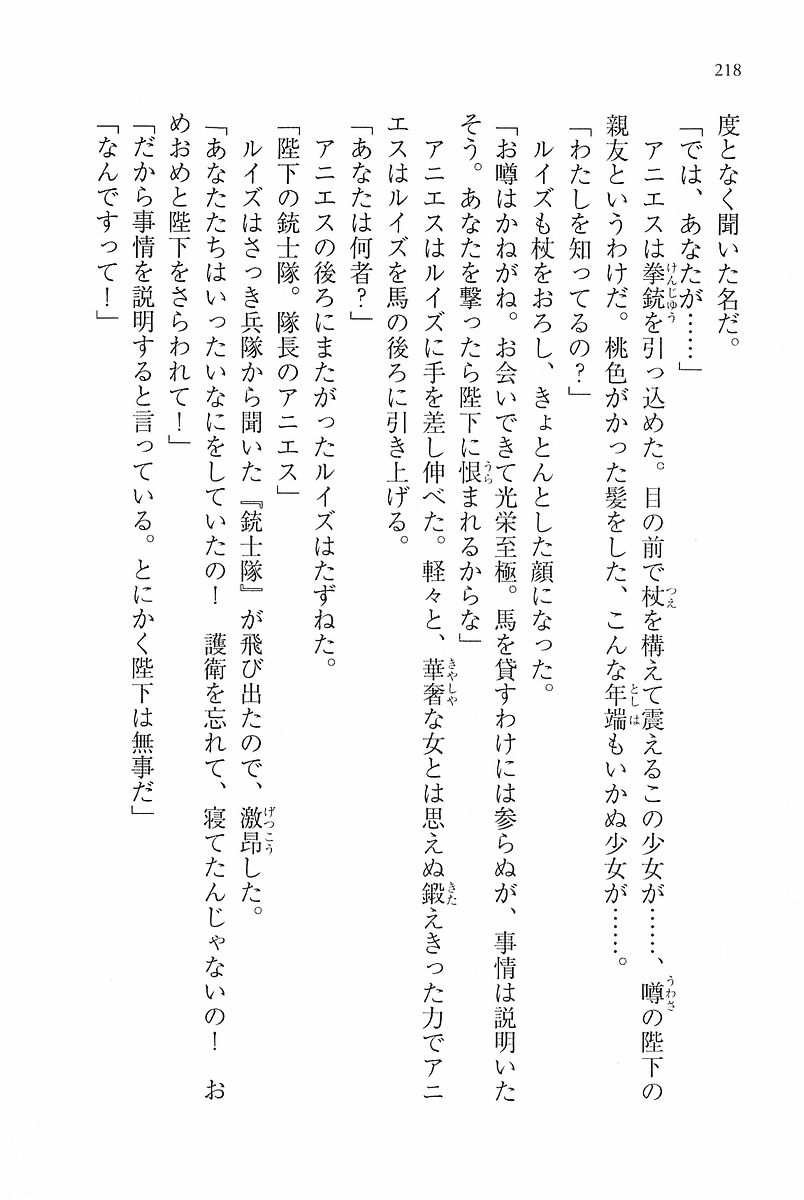 218
度となく聞いた名だ。
「では、あなたが……」
アニエスは拳銃を引っ込めた。目の前で杖を構えて震えるこの少女が……、噂の陛下の
親友というわけだ。桃色がかった髪をした、こんな年端もいかぬ少女が……。
「わたしを知ってるの？」
ルイズも杖をおろし、きょとんとした顔になった。
「お噂はかねがね。お会いできて光栄至極。馬を貸すわけには参らぬが、事情は説明いた
そう。あなたを撃ったら陛下に恨まれるからな」
アニエスはルイズに手を差し伸べた。軽々と、華奢な女とは思えぬ鍛えきった力でアニ
エスはルイズを馬の後ろに引き上げる。
「あなたは何者？」
アニエスの後ろにまたがったルイズはたずねた。
「陛下の銃士隊。隊長のアニエス」
ルイズはさっき兵隊から聞いた『銃士隊』が飛び出たので、激昂した。
「あなたたちはいったいなにをしていたの！　護衛を忘れて、寝てたんじゃないの！　お
めおめと陛下をさらわれて！」
「だから事情を説明すると言っている。とにかく陛下は無事だ」
「なんですって！」